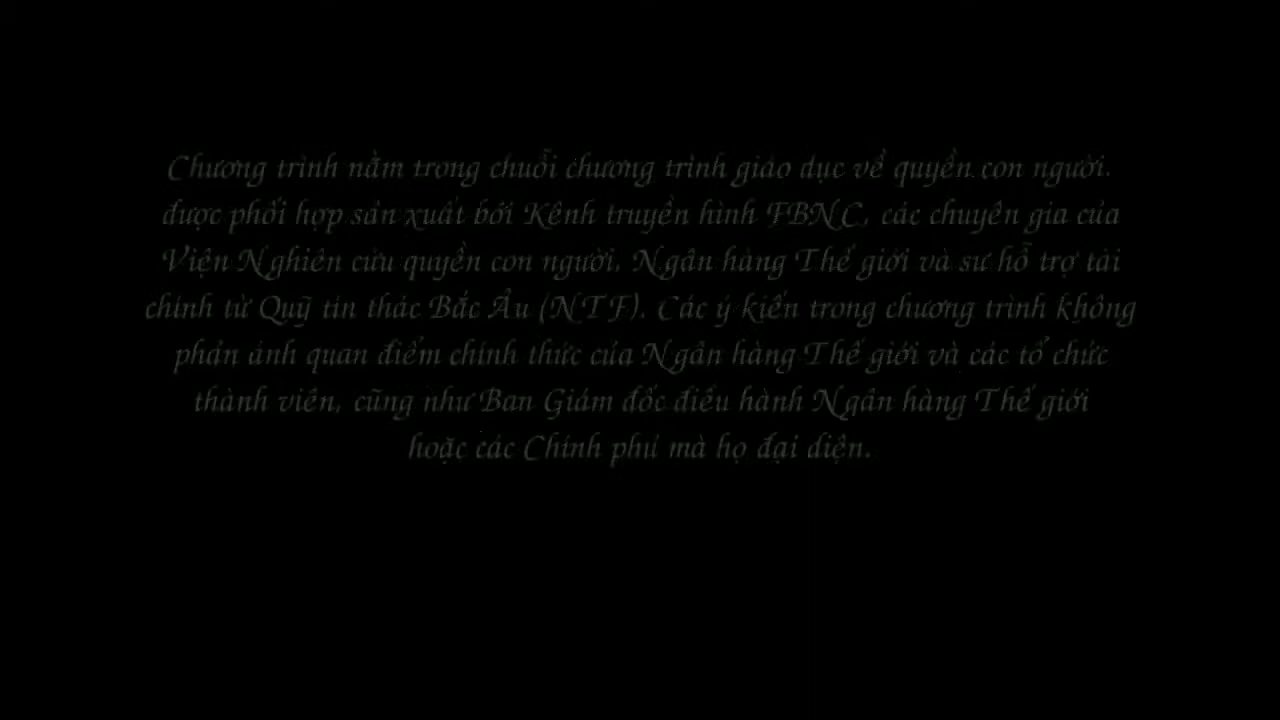 Chương trình nằm trong chuỗi chương trình giáo dục về quyền con người,
được phối hợp sản xuất bởi Kênh truyền hình FBNC, các chuyên gia của
Viện Nghiên cứu quyền con người, Ngân hàng Thế giới và sự hỗ trợ tài
chính từ Quỹ tín thác Bắc Âu (NTF). Các ý kiến trong chương trình không
phản ánh quan điểm chính thức của Ngân hàng Thế giới và các tổ chức
thành viên, cũng như Ban Giám đốc điều hành Ngân hàng Thế giới
hoặc các Chính phủ mà họ đại diện.